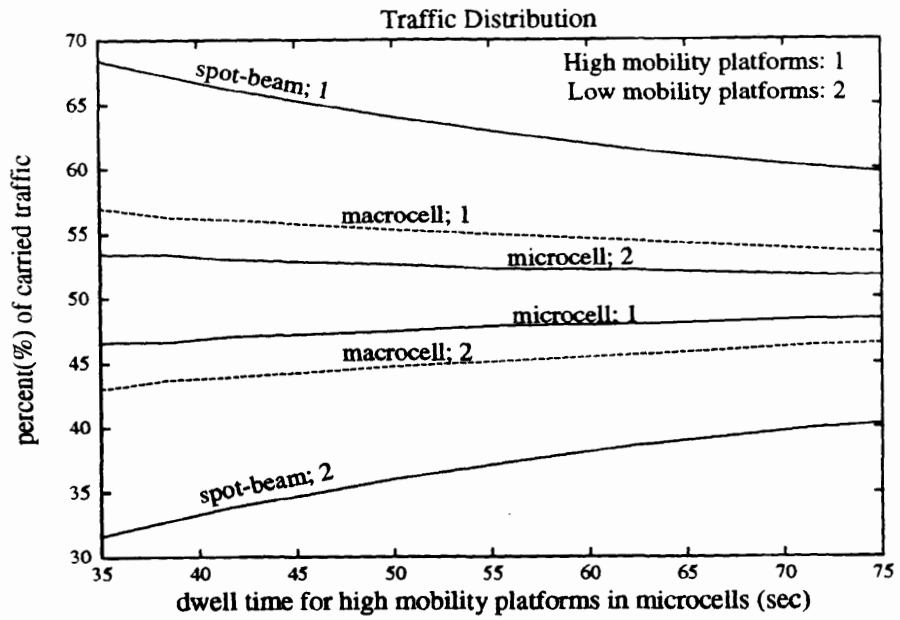 Traffic Distribution
70
65
60
55
50
45
40
35
30
percent(%) of carried traffic
High mobility platforms: 1
Low mobility platforms: 2
spot-beam; 1
macrocell; 1
microcell; 2
microcell; 1
macrocell; 2
spot-beam; 2
35 40 45 50 55 60 65 70 75
dwell time for high mobility platforms in microcells (sec)